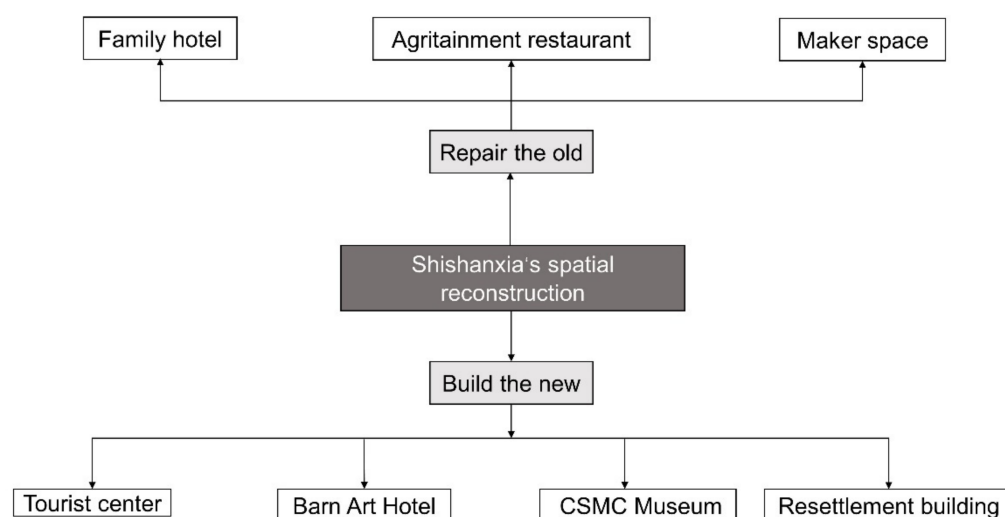 Family hotel
Agritainment restaurant
Maker space
Repair the old
Shishanxia‘s spatial
reconstruction
Build the new
Tourist center
Barn Art Hotel
CSMC Museum
Resettlement building